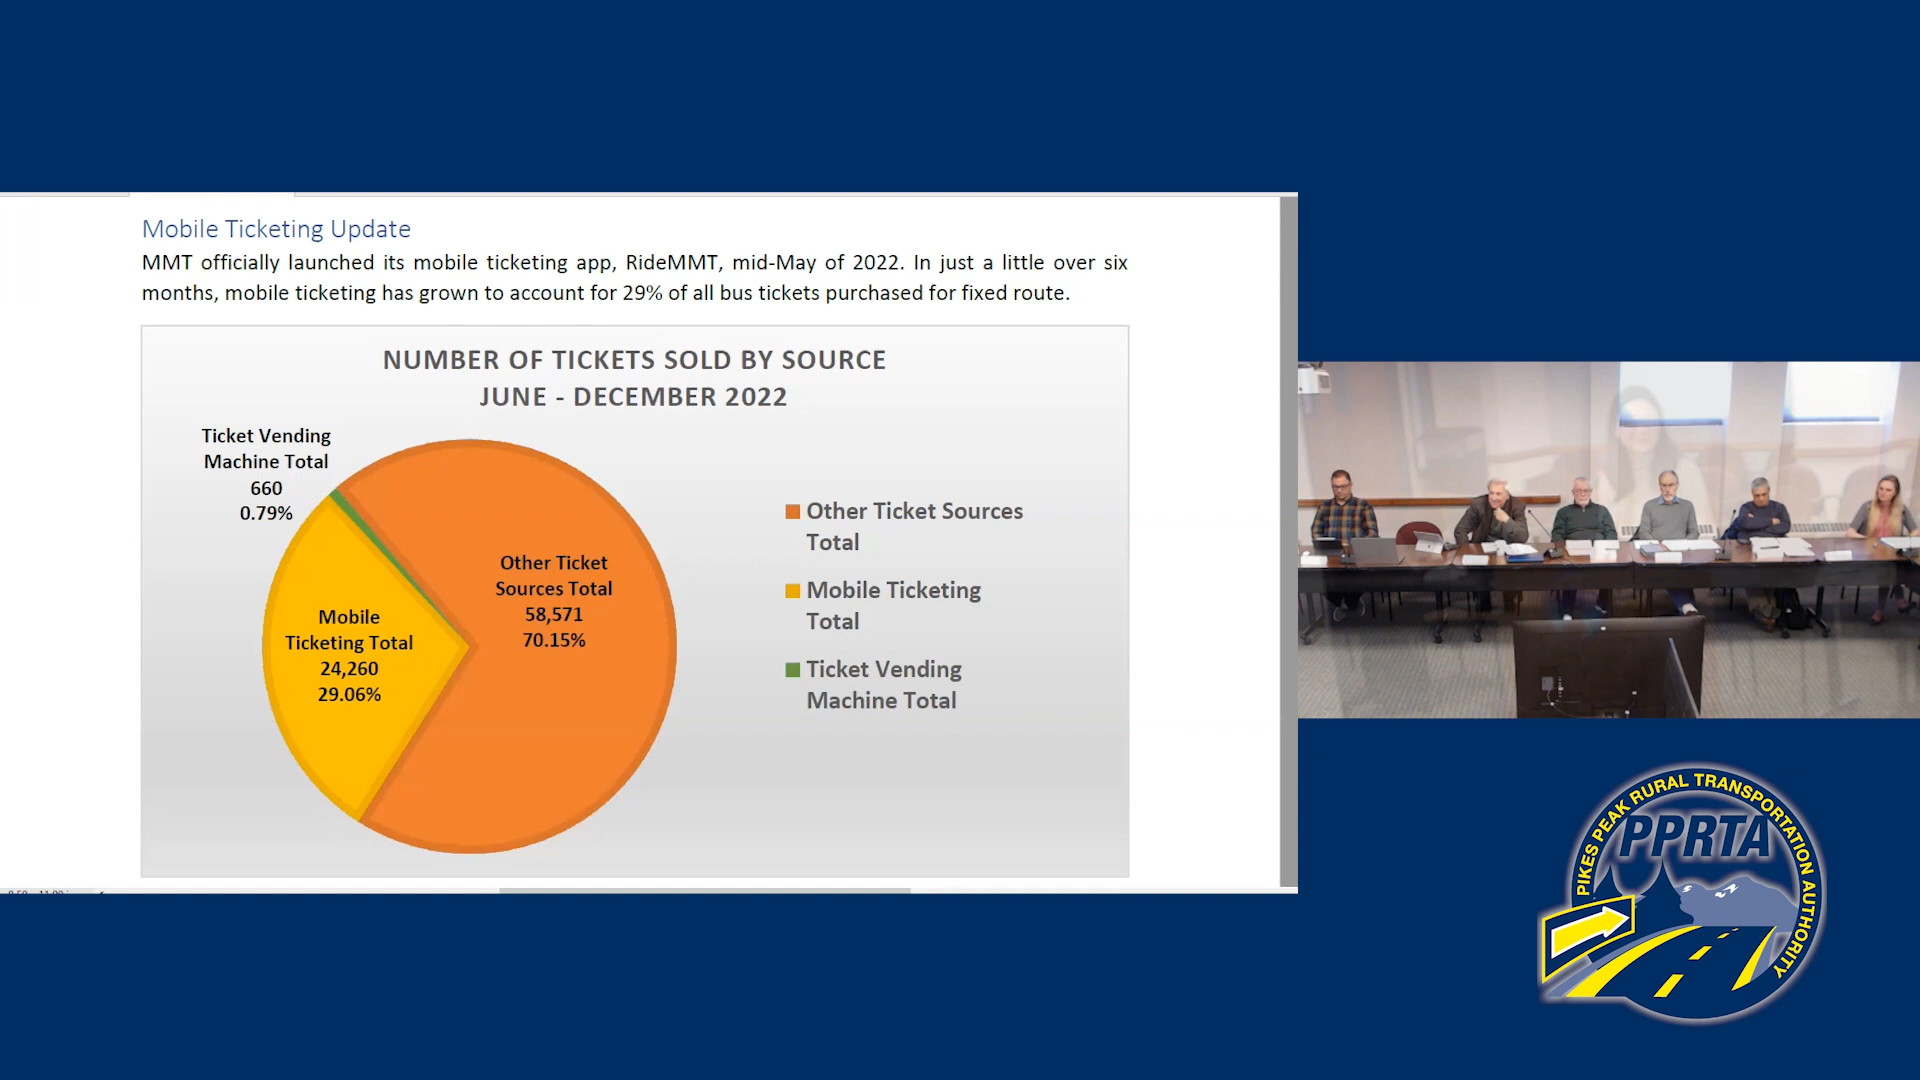 Mobile Ticketing Update
MMT officially launched its mobile ticketing app, RideMMT, mid-May of 2022. In just a little over six
months, mobile ticketing has grown to account for 29% of all bus tickets purchased for fixed route.
NUMBER OF TICKETS SOLD BY SOURCE
JUNE - DECEMBER 2022
Ticket Vending
Machine Total
660
0.79%
Other Ticket
Sources Total
58,571
70.15%
Mobile
Ticketing Total
24,260
29.06%
Other Ticket Sources
Total
Mobile Ticketing
Total
Ticket Vending
Machine Total
PIKES PEAK RURAL TRANSPORTATION AUTHORITY
PPRTA